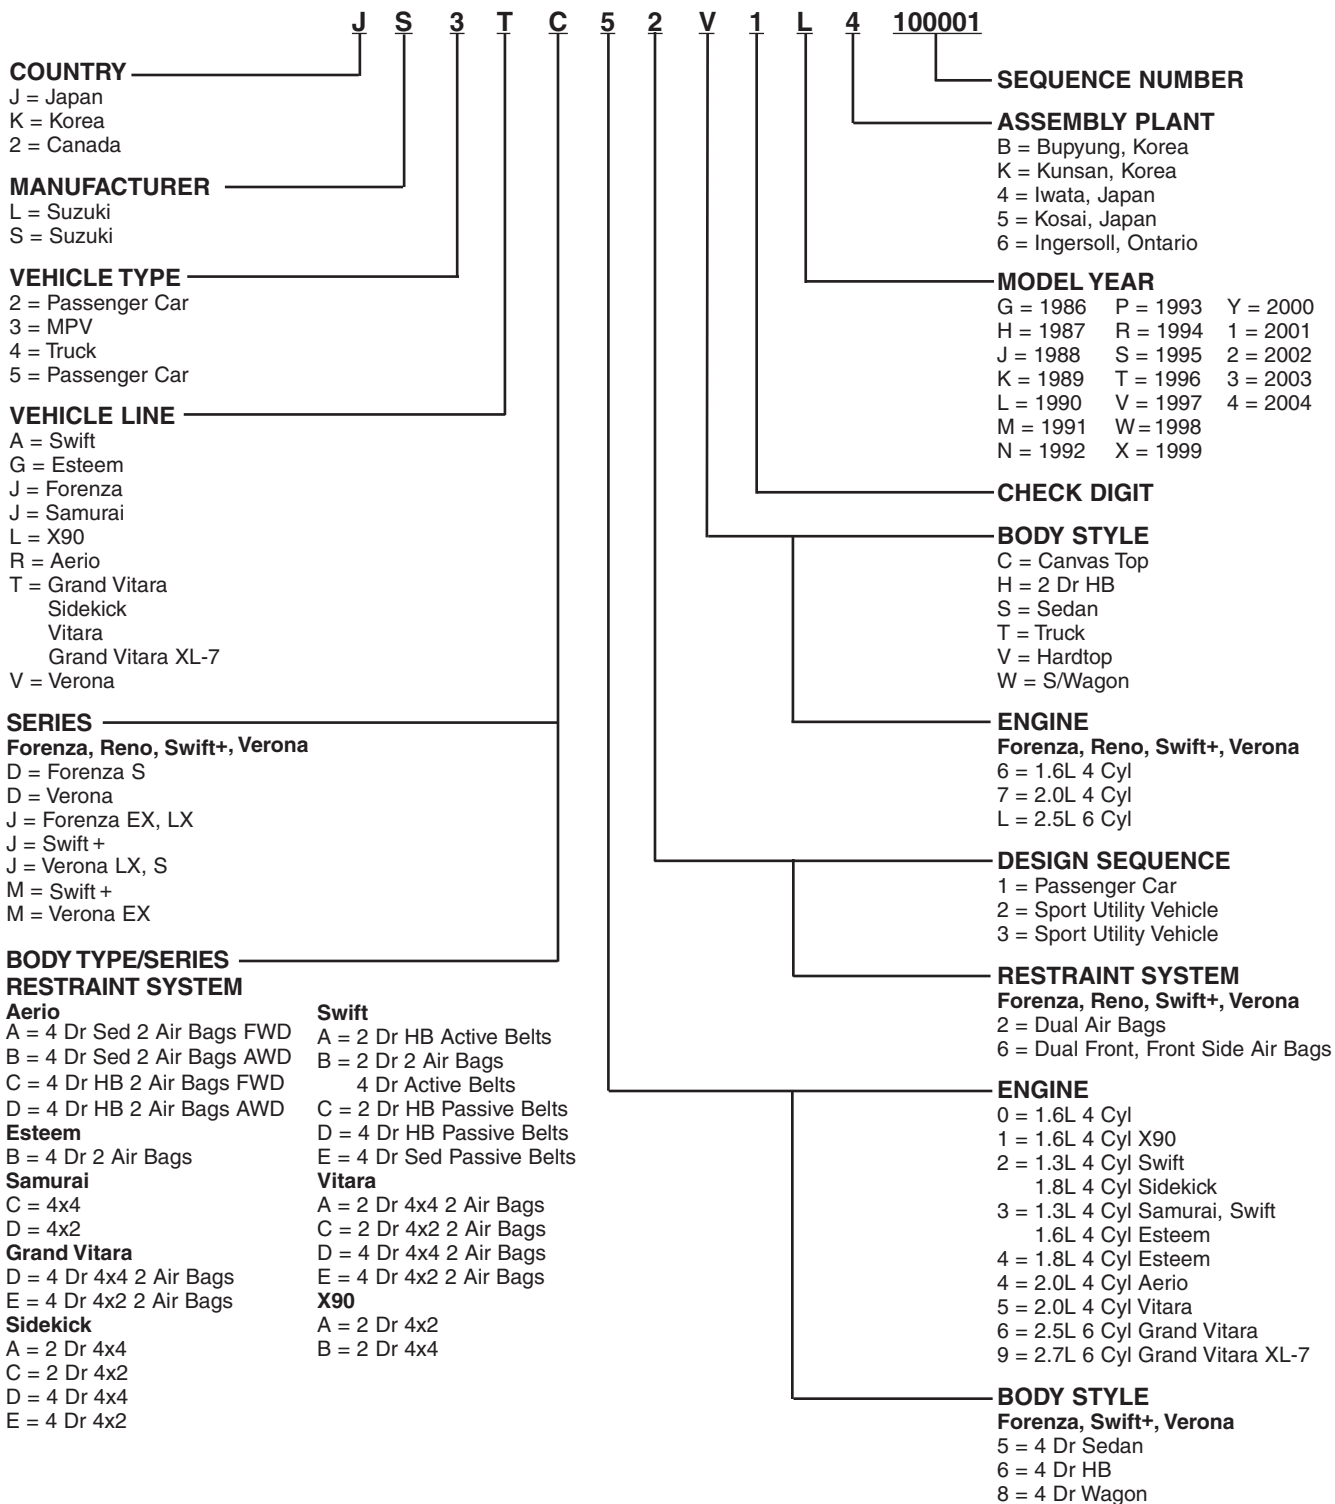 J S 3 T C 5 2 V 1 L 4 100001
COUNTRY
J = Japan
K = Korea
2 = Canada
MANUFACTURER
L = Suzuki
S = Suzuki
VEHICLE TYPE
2 = Passenger Car
3 = MPV
4 = Truck
5 = Passenger Car
VEHICLE LINE
A = Swift
G = Esteem
J = Forenza
J = Samurai
L = X90
R = Aerio
T = Grand Vitara
Sidekick
Vitara
Grand Vitara XL-7
V = Verona
SERIES
Forenza, Reno, Swift+, Verona
D = Forenza S
D = Verona
J = Forenza EX, LX
J = Swift +
J = Verona LX, S
M = Swift +
M = Verona EX
BODY TYPE/SERIES
RESTRAINT SYSTEM
Aerio
A = 4 Dr Sed 2 Air Bags FWD
B = 4 Dr Sed 2 Air Bags AWD
C = 4 Dr HB 2 Air Bags FWD
D = 4 Dr HB 2 Air Bags AWD
Esteem
B = 4 Dr 2 Air Bags
Samurai
C = 4x4
D = 4x2
Grand Vitara
D = 4 Dr 4x4 2 Air Bags
E = 4 Dr 4x2 2 Air Bags
Sidekick
A = 2 Dr 4x4
C = 2 Dr 4x2
D = 4 Dr 4x4
E = 4 Dr 4x2
Swift
A = 2 Dr HB Active Belts
B = 2 Dr 2 Air Bags
4 Dr Active Belts
C = 2 Dr HB Passive Belts
D = 4 Dr HB Passive Belts
E = 4 Dr Sed Passive Belts
Vitara
A = 2 Dr 4x4 2 Air Bags
C = 2 Dr 4x2 2 Air Bags
D = 4 Dr 4x4 2 Air Bags
E = 4 Dr 4x2 2 Air Bags
X90
A = 2 Dr 4x2
B = 2 Dr 4x4
SEQUENCE NUMBER
ASSEMBLY PLANT
B = Bupyung, Korea
K = Kunsan, Korea
4 = Iwata, Japan
5 = Kosai, Japan
6 = Ingersoll, Ontario
MODEL YEAR
G = 1986 P = 1993 Y = 2000
H = 1987 R = 1994 1 = 2001
J = 1988 S = 1995 2 = 2002
K = 1989 T = 1996 3 = 2003
L = 1990 V = 1997 4 = 2004
M = 1991 W = 1998
N = 1992 X = 1999
CHECK DIGIT
BODY STYLE
C = Canvas Top
H = 2 Dr HB
S = Sedan
T = Truck
V = Hardtop
W = S/Wagon
ENGINE
Forenza, Reno, Swift+, Verona
6 = 1.6L 4 Cyl
7 = 2.0L 4 Cyl
L = 2.5L 6 Cyl
DESIGN SEQUENCE
1 = Passenger Car
2 = Sport Utility Vehicle
3 = Sport Utility Vehicle
RESTRAINT SYSTEM
Forenza, Reno, Swift+, Verona
2 = Dual Air Bags
6 = Dual Front, Front Side Air Bags
ENGINE
0 = 1.6L 4 Cyl
1 = 1.6L 4 Cyl X90
2 = 1.3L 4 Cyl Swift
1.8L 4 Cyl Sidekick
3 = 1.3L 4 Cyl Samurai, Swift
1.6L 4 Cyl Esteem
4 = 1.8L 4 Cyl Esteem
4 = 2.0L 4 Cyl Aerio
5 = 2.0L 4 Cyl Vitara
6 = 2.5L 6 Cyl Grand Vitara
9 = 2.7L 6 Cyl Grand Vitara XL-7
BODY STYLE
Forenza, Swift+, Verona
5 = 4 Dr Sedan
6 = 4 Dr HB
8 = 4 Dr Wagon